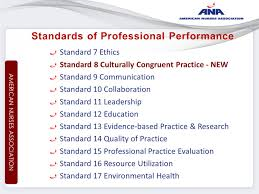 ANA
AMERICAN NURSES ASSOCIATION
Standards of Professional Performance
Standard 7 Ethics
Standard 8 Culturally Congruent Practice - NEW
Standard 9 Communication
Standard 10 Collaboration
Standard 11 Leadership
Standard 12 Education
Standard 13 Evidence-based Practice & Research
Standard 14 Quality of Practice
Standard 15 Professional Practice Evaluation
Standard 16 Resource Utilization
Standard 17 Environmental Health
AMERICAN NURSES ASSOCIATION